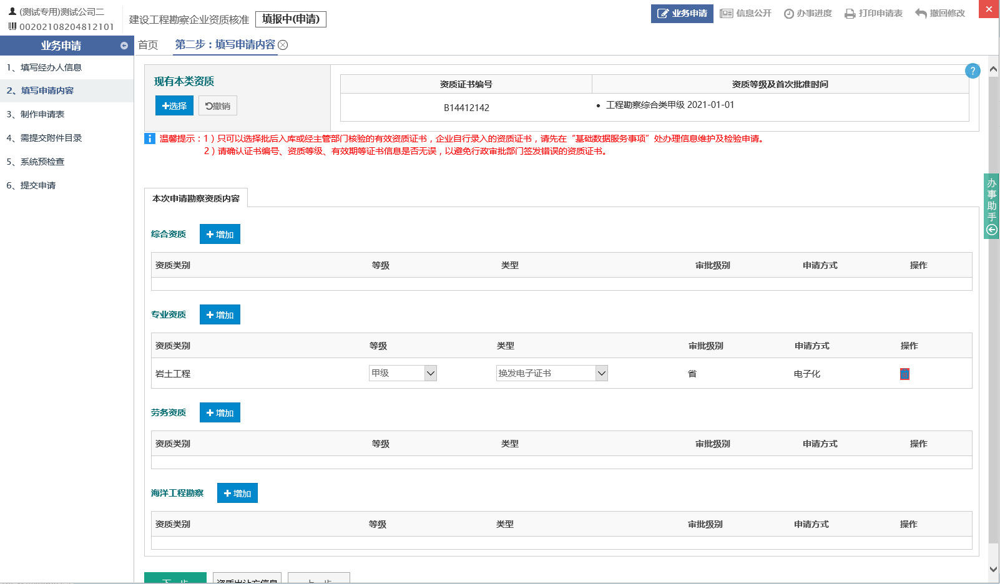 (测试专用)测试公司二
00202108204812101
建设工程勘察企业资质核准 填报中(申请)
业务申请 信息公开 办事进度 打印申请表 撤回修改
业务申请
1、填写经办人信息
2、填写申请内容
3、制作申请表
4、需提交附件目录
5、系统预检查
6、提交申请
首页 第二步：填写申请内容
现有本类资质
选择 撤销
资质证书编号 资质等级及首次批准时间
B14412142 • 工程勘察综合类甲级 2021-01-01
?
温馨提示：1）只可以选择批后入库或经主管部门核验的有效资质证书，企业自行录入的资质证书，请先在“基础数据服务事项”处办理信息维护及检验申请。
2）请确认证书编号、资质等级、有效期等证书信息是否无误，以避免行政审批部门签发错误的资质证书。
办事助手
本次申请勘察资质内容
综合资质 增加
资质类别 等级 类型 审批级别 申请方式 操作
专业资质 增加
资质类别 等级 类型 审批级别 申请方式 操作
岩土工程 甲级 换发电子证书 省 电子化
劳务资质 增加
资质类别 等级 类型 审批级别 申请方式 操作
海洋工程勘察 增加
资质类别 等级 类型 审批级别 申请方式 操作
下一步 资质出让方信息 上一步